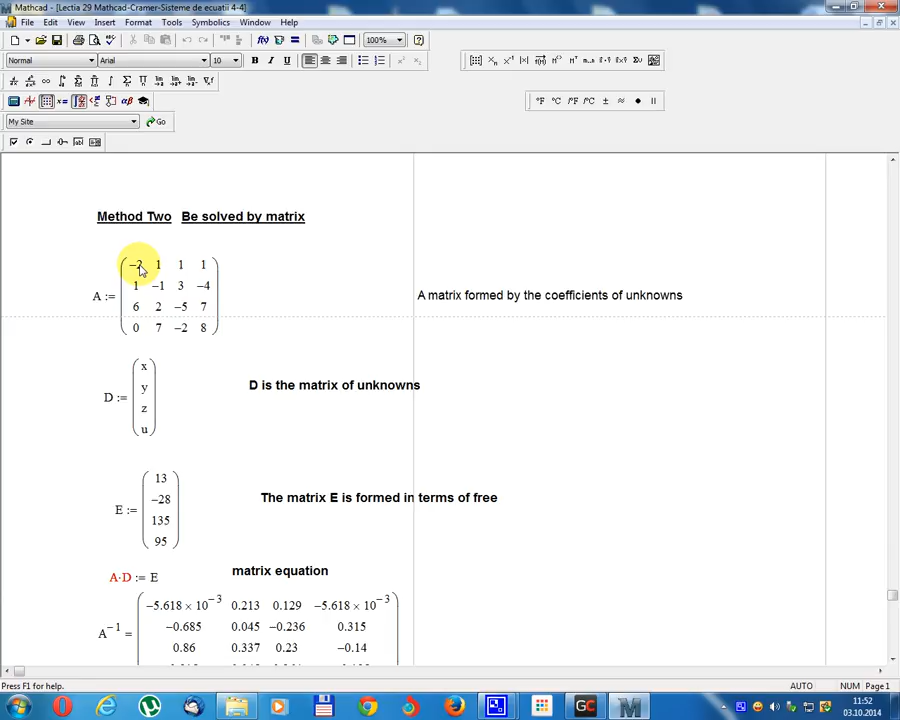 Mathcad - [Lectia 29 Mathcad-Cramer-Sisteme de ecuatii 4-4]
File Edit View Insert Format Tools Symbolics Window Help
100%
Normal Arial 10 B I U
My Site Go
°F °C /°F /°C ± ≈ ● ||
Method Two Be solved by matrix
A := 
−2 1 1 1
1 −1 3 −4
6 2 −5 7
0 7 −2 8
A matrix formed by the coefficients of unknowns
D :=
x
y
z
u
D is the matrix of unknowns
E :=
13
−28
135
95
The matrix E is formed in terms of free
matrix equation
A·D := E
A⁻¹ =
−5.618 × 10⁻³ 0.213 0.129 −5.618 × 10⁻³
−0.685 0.045 −0.236 0.315
0.86 0.337 0.23 −0.14
Press F1 for help. AUTO NUM Page 1
11:52
03.10.2014